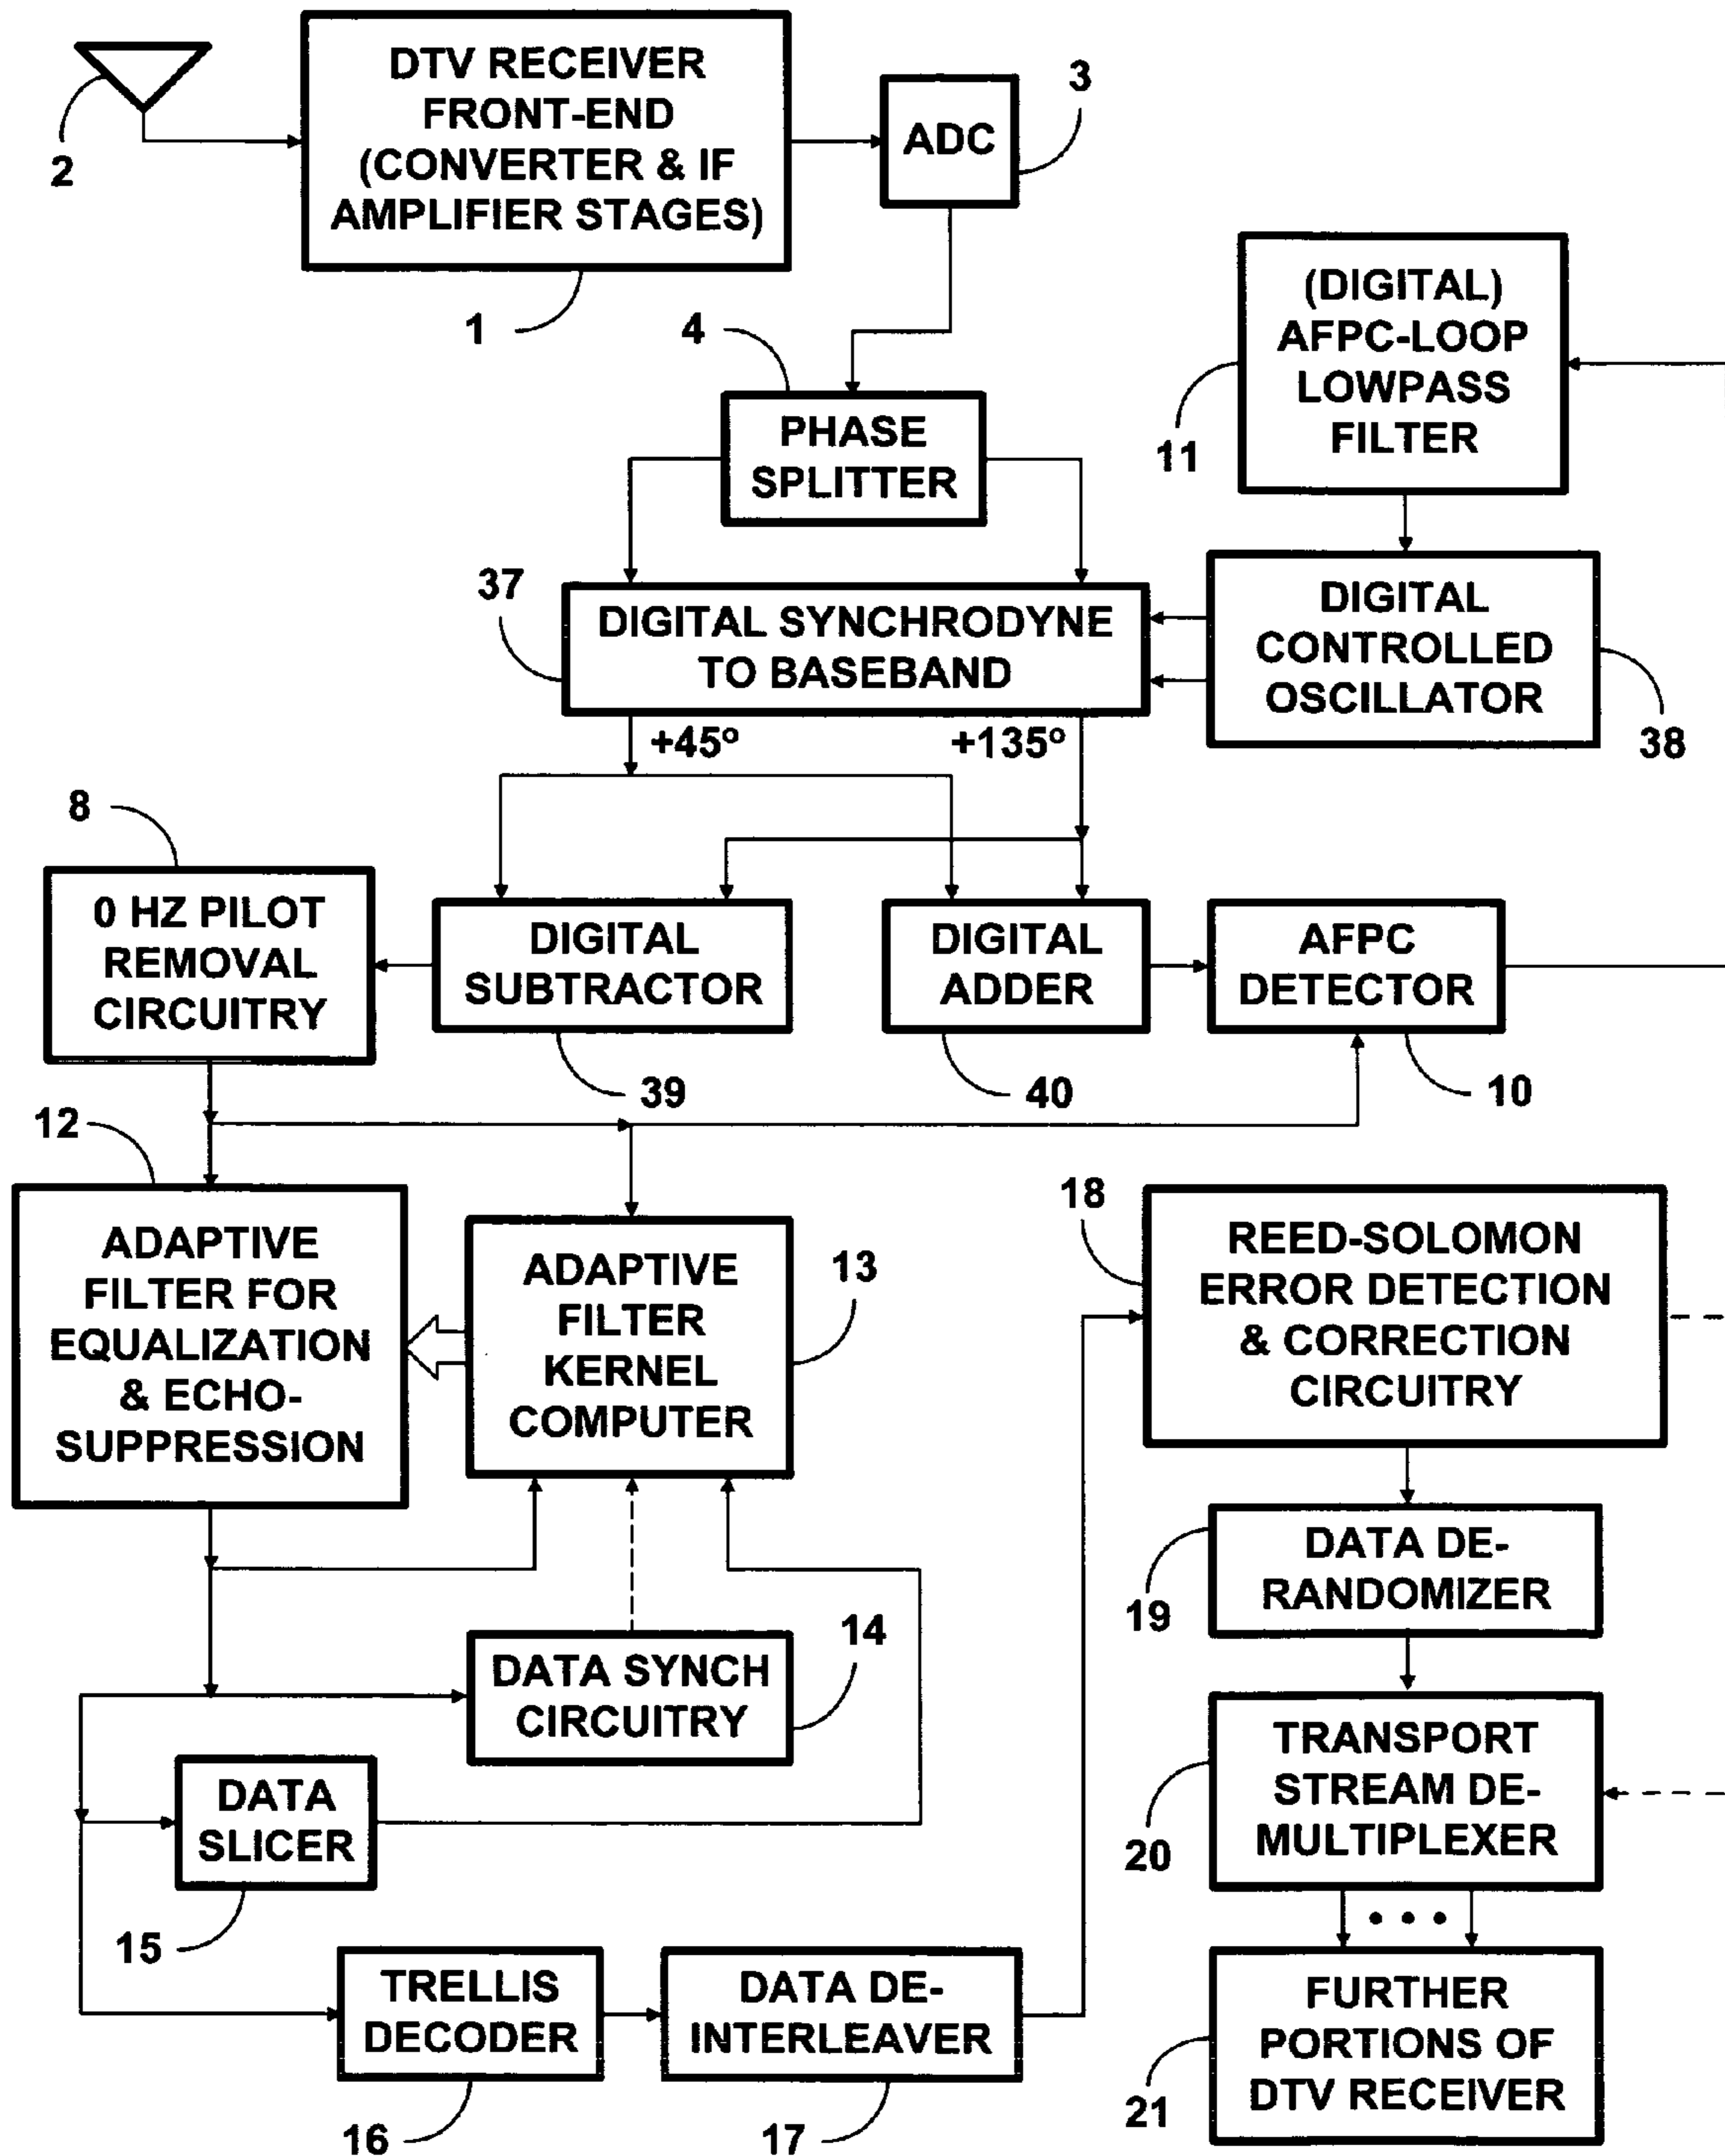 DTV RECEIVER
FRONT-END
(CONVERTER & IF
AMPLIFIER STAGES)
2
1
ADC
3
4
PHASE
SPLITTER
(DIGITAL)
AFPC-LOOP
LOWPASS
FILTER
11
37
DIGITAL SYNCHRODYNE
TO BASEBAND
DIGITAL
CONTROLLED
OSCILLATOR
38
+45°
+135°
8
0 HZ PILOT
REMOVAL
CIRCUITRY
DIGITAL
SUBTRACTOR
39
DIGITAL
ADDER
40
AFPC
DETECTOR
10
12
ADAPTIVE
FILTER FOR
EQUALIZATION
& ECHO-
SUPPRESSION
ADAPTIVE
FILTER
KERNEL
COMPUTER
13
18
REED-SOLOMON
ERROR DETECTION
& CORRECTION
CIRCUITRY
DATA DE-
RANDOMIZER
19
DATA SYNCH
CIRCUITRY
14
DATA
SLICER
15
TRANSPORT
STREAM DE-
MULTIPLEXER
20
• • •
TRELLIS
DECODER
16
DATA DE-
INTERLEAVER
17
FURTHER
PORTIONS OF
DTV RECEIVER
21